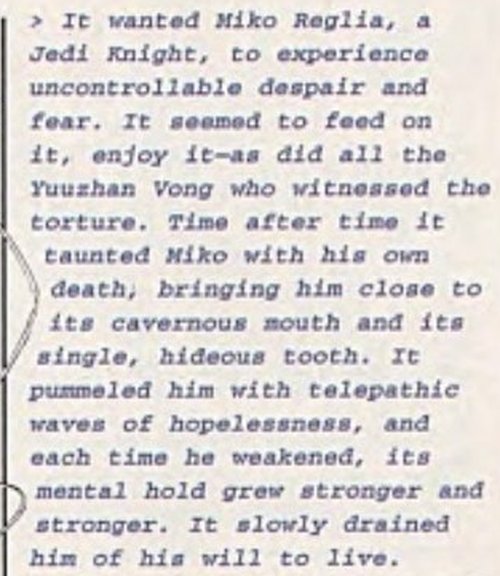 > It wanted Miko Reglia, a
Jedi Knight, to experience
uncontrollable despair and
fear. It seemed to feed on
it, enjoy it—as did all the
Yuuzhan Vong who witnessed the
torture. Time after time it
taunted Miko with his own
death, bringing him close to
its cavernous mouth and its
single, hideous tooth. It
pummeled him with telepathic
waves of hopelessness, and
each time he weakened, its
mental hold grew stronger and
stronger. It slowly drained
him of his will to live.